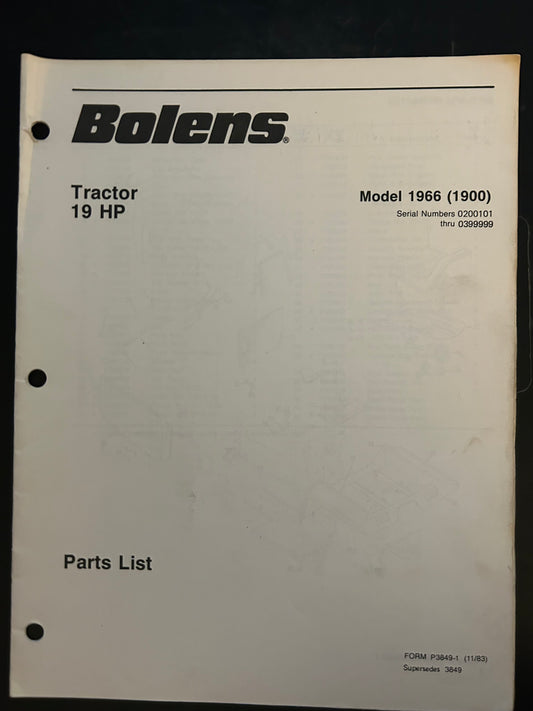 Bolens®
Tractor
19 HP
Model 1966 (1900)
Serial Numbers 0200101
thru 0399999
Parts List
FORM P3849-1 (11/83)
Supersedes 3849